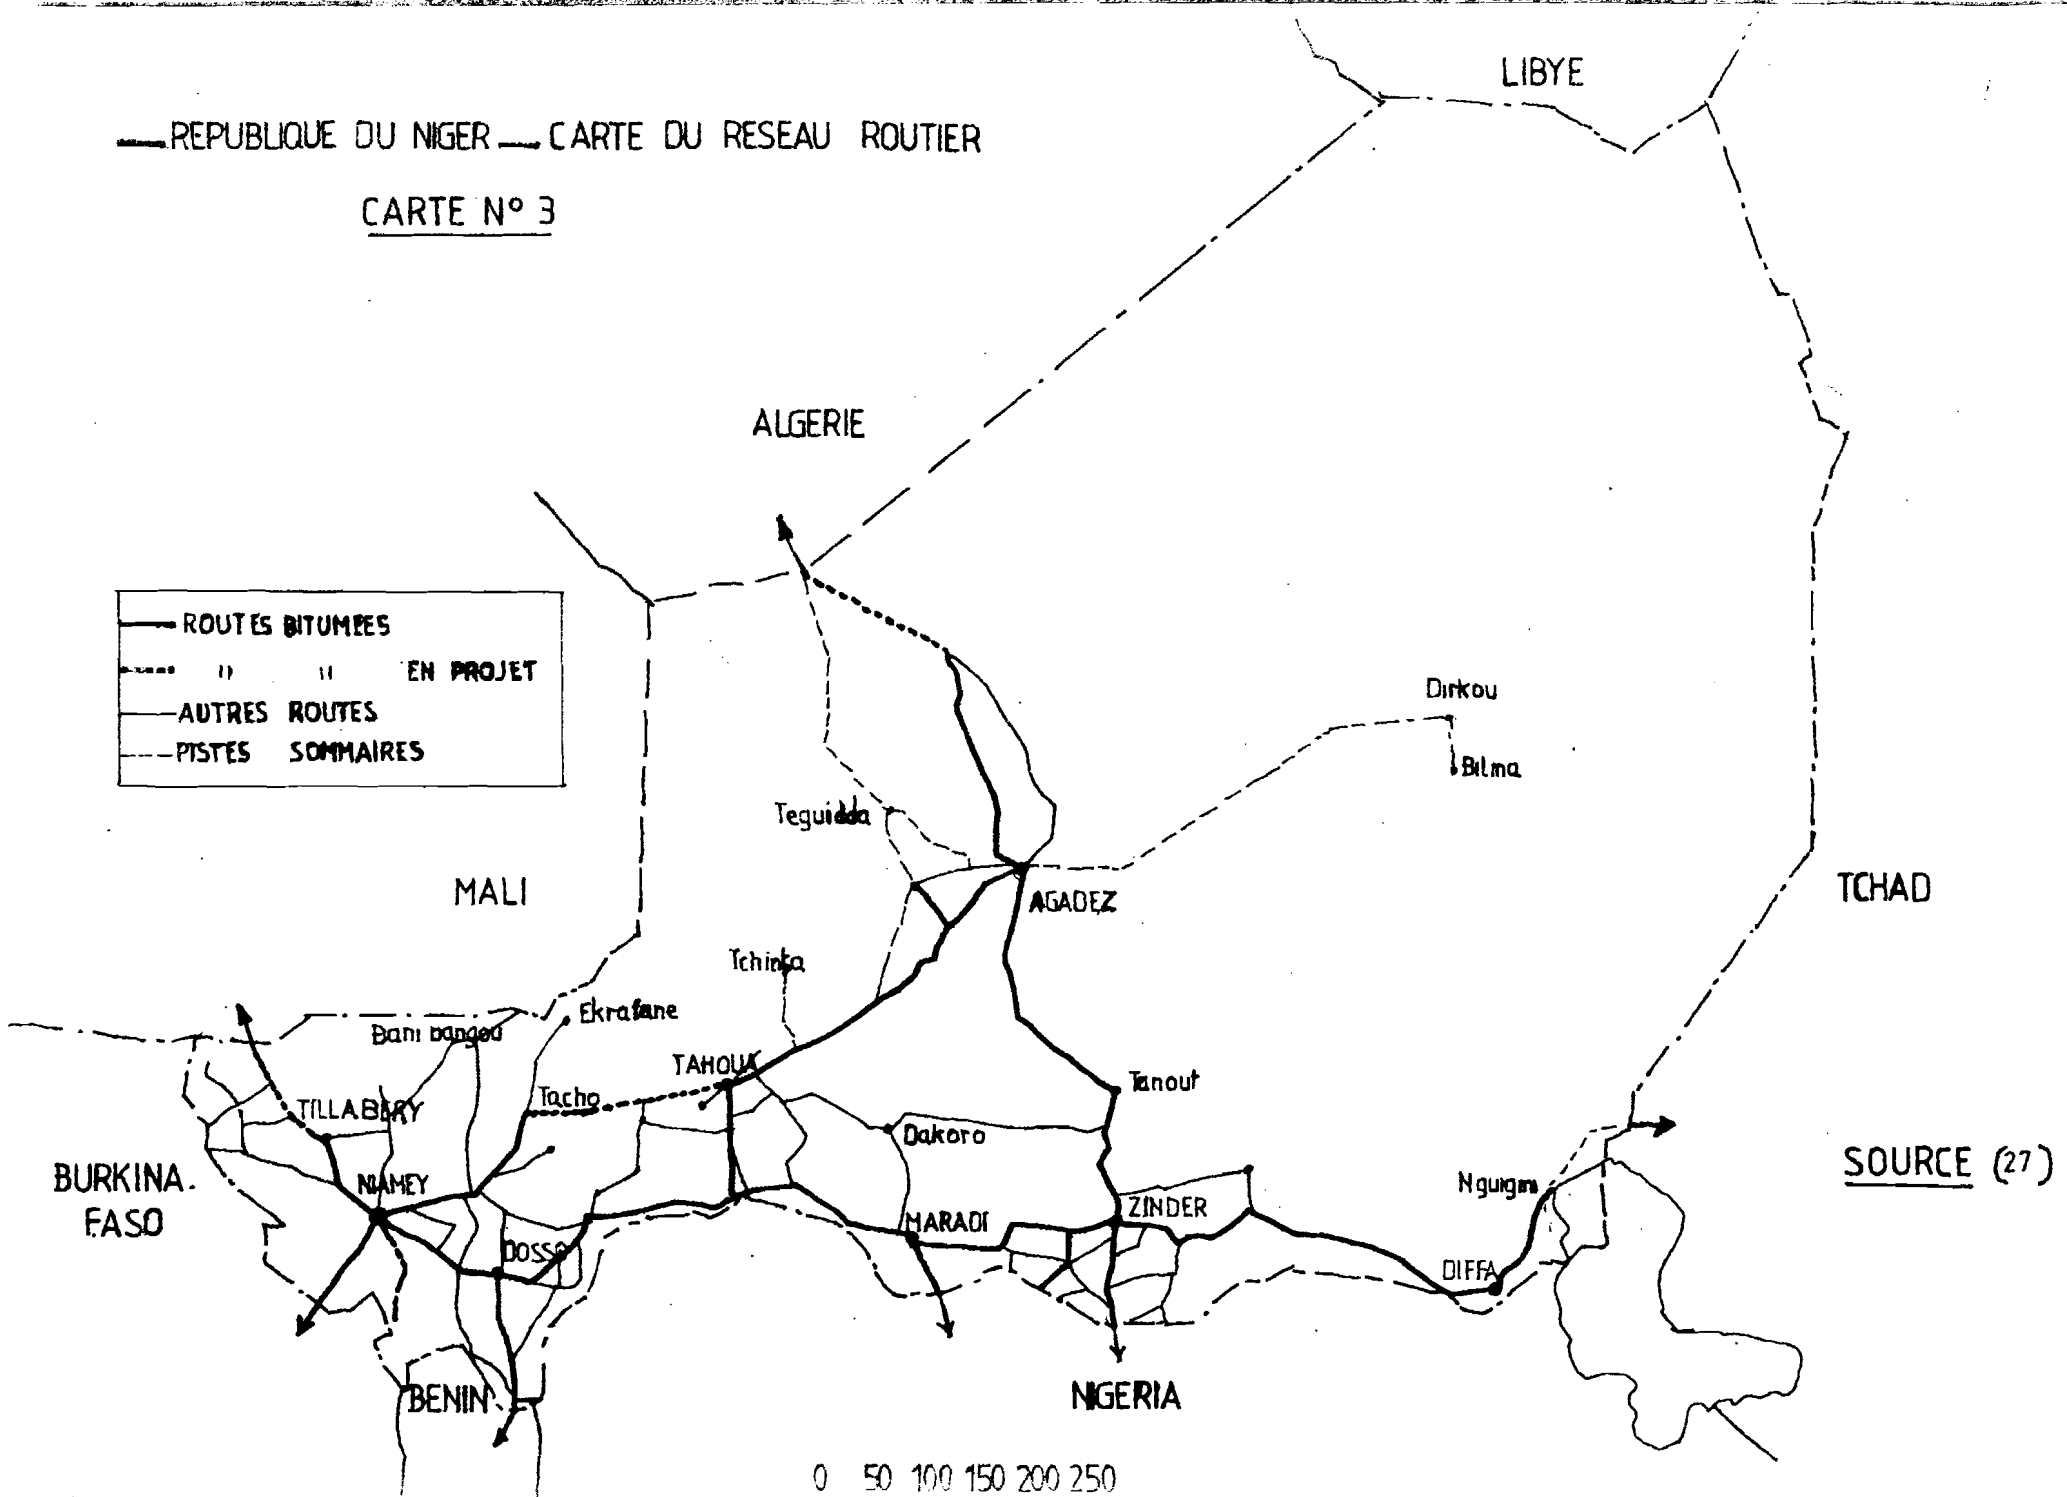 REPUBLIQUE DU NIGER — CARTE DU RESEAU ROUTIER
CARTE N° 3
LIBYE
ALGERIE
ROUTES BITUMEES
" " EN PROJET
AUTRES ROUTES
PISTES SOMMAIRES
Dirkou
Bilma
Teguidda
MALI
AGADEZ
TCHAD
Tchinta
Ekrafane
Bani bangou
TAHOUA
Tacho
Tanout
TILLABERY
Dakoro
BURKINA.
FASO
NIAMEY
Nguigmi
SOURCE (27)
ZINDER
MARADI
DOSSO
DIFFA
BENIN
NIGERIA
0 50 100 150 200 250